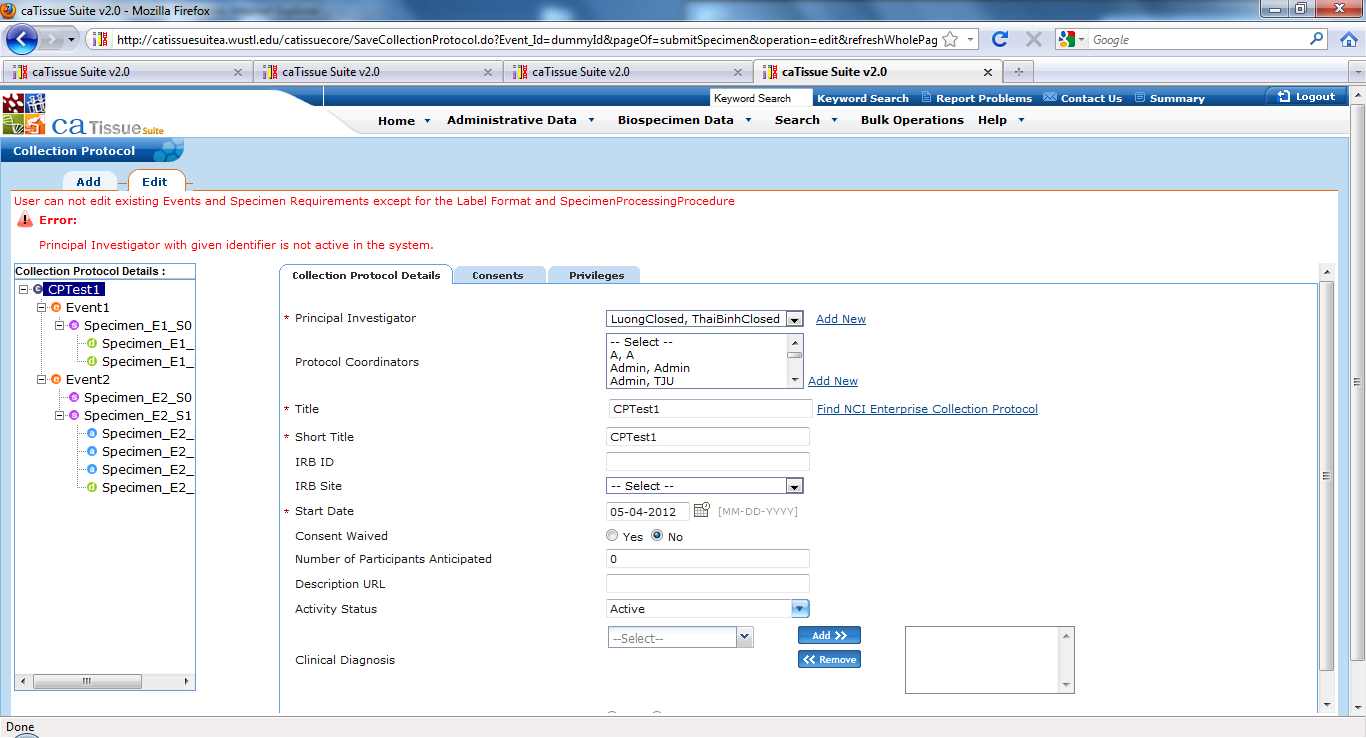 caTissue Suite v2.0 - Mozilla Firefox
http://catissuesuitea.wustl.edu/catissuecore/SaveCollectionProtocol.do?Event_Id=dummyId&pageOf=submitSpecimen&operation=edit&refreshWholePag
Google
caTissue Suite v2.0
caTissue Suite v2.0
caTissue Suite v2.0
caTissue Suite v2.0
Keyword Search Keyword Search Report Problems Contact Us Summary Logout
ca Tissue Suite
Home Administrative Data Biospecimen Data Search Bulk Operations Help
Collection Protocol
Add Edit
User can not edit existing Events and Specimen Requirements except for the Label Format and SpecimenProcessingProcedure
Error:
Principal Investigator with given identifier is not active in the system.
Collection Protocol Details :
C CPTest1
e Event1
s Specimen_E1_S0
d Specimen_E1_
d Specimen_E1_
e Event2
s Specimen_E2_S0
s Specimen_E2_S1
a Specimen_E2_
a Specimen_E2_
a Specimen_E2_
d Specimen_E2_
Collection Protocol Details Consents Privileges
* Principal Investigator LuongClosed, ThaiBinhClosed Add New
Protocol Coordinators
-- Select --
A, A
Admin, Admin
Admin, TJU
Add New
* Title CPTest1 Find NCI Enterprise Collection Protocol
* Short Title CPTest1
IRB ID
IRB Site -- Select --
* Start Date 05-04-2012 [MM-DD-YYYY]
Consent Waived Yes No
Number of Participants Anticipated 0
Description URL
Activity Status Active
Clinical Diagnosis --Select-- Add >>
<< Remove
Done